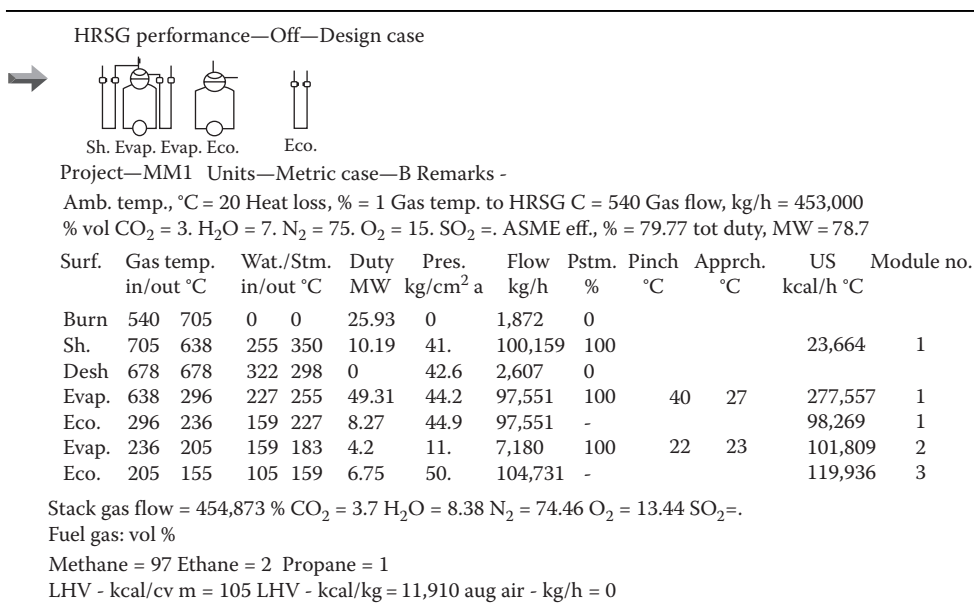 HRSG performance—Off—Design case
Sh. Evap. Evap. Eco. Eco.
Project—MM1 Units—Metric case—B Remarks -
Amb. temp., °C = 20 Heat loss, % = 1 Gas temp. to HRSG C = 540 Gas flow, kg/h = 453,000
% vol CO₂ = 3. H₂O = 7. N₂ = 75. O₂ = 15. SO₂ =. ASME eff., % = 79.77 tot duty, MW = 78.7
Surf. Gas temp. Wat./Stm. Duty Pres. Flow Pstm. Pinch Apprch. US Module no.
in/out °C in/out °C MW kg/cm² a kg/h % °C °C kcal/h °C
Burn 540 705 0 0 25.93 0 1,872 0
Sh. 705 638 255 350 10.19 41. 100,159 100 23,664 1
Desh 678 678 322 298 0 42.6 2,607 0
Evap. 638 296 227 255 49.31 44.2 97,551 100 40 27 277,557 1
Eco. 296 236 159 227 8.27 44.9 97,551 - 98,269 1
Evap. 236 205 159 183 4.2 11. 7,180 100 22 23 101,809 2
Eco. 205 155 105 159 6.75 50. 104,731 - 119,936 3
Stack gas flow = 454,873 % CO₂ = 3.7 H₂O = 8.38 N₂ = 74.46 O₂ = 13.44 SO₂=.
Fuel gas: vol %
Methane = 97 Ethane = 2 Propane = 1
LHV - kcal/cv m = 105 LHV - kcal/kg = 11,910 aug air - kg/h = 0